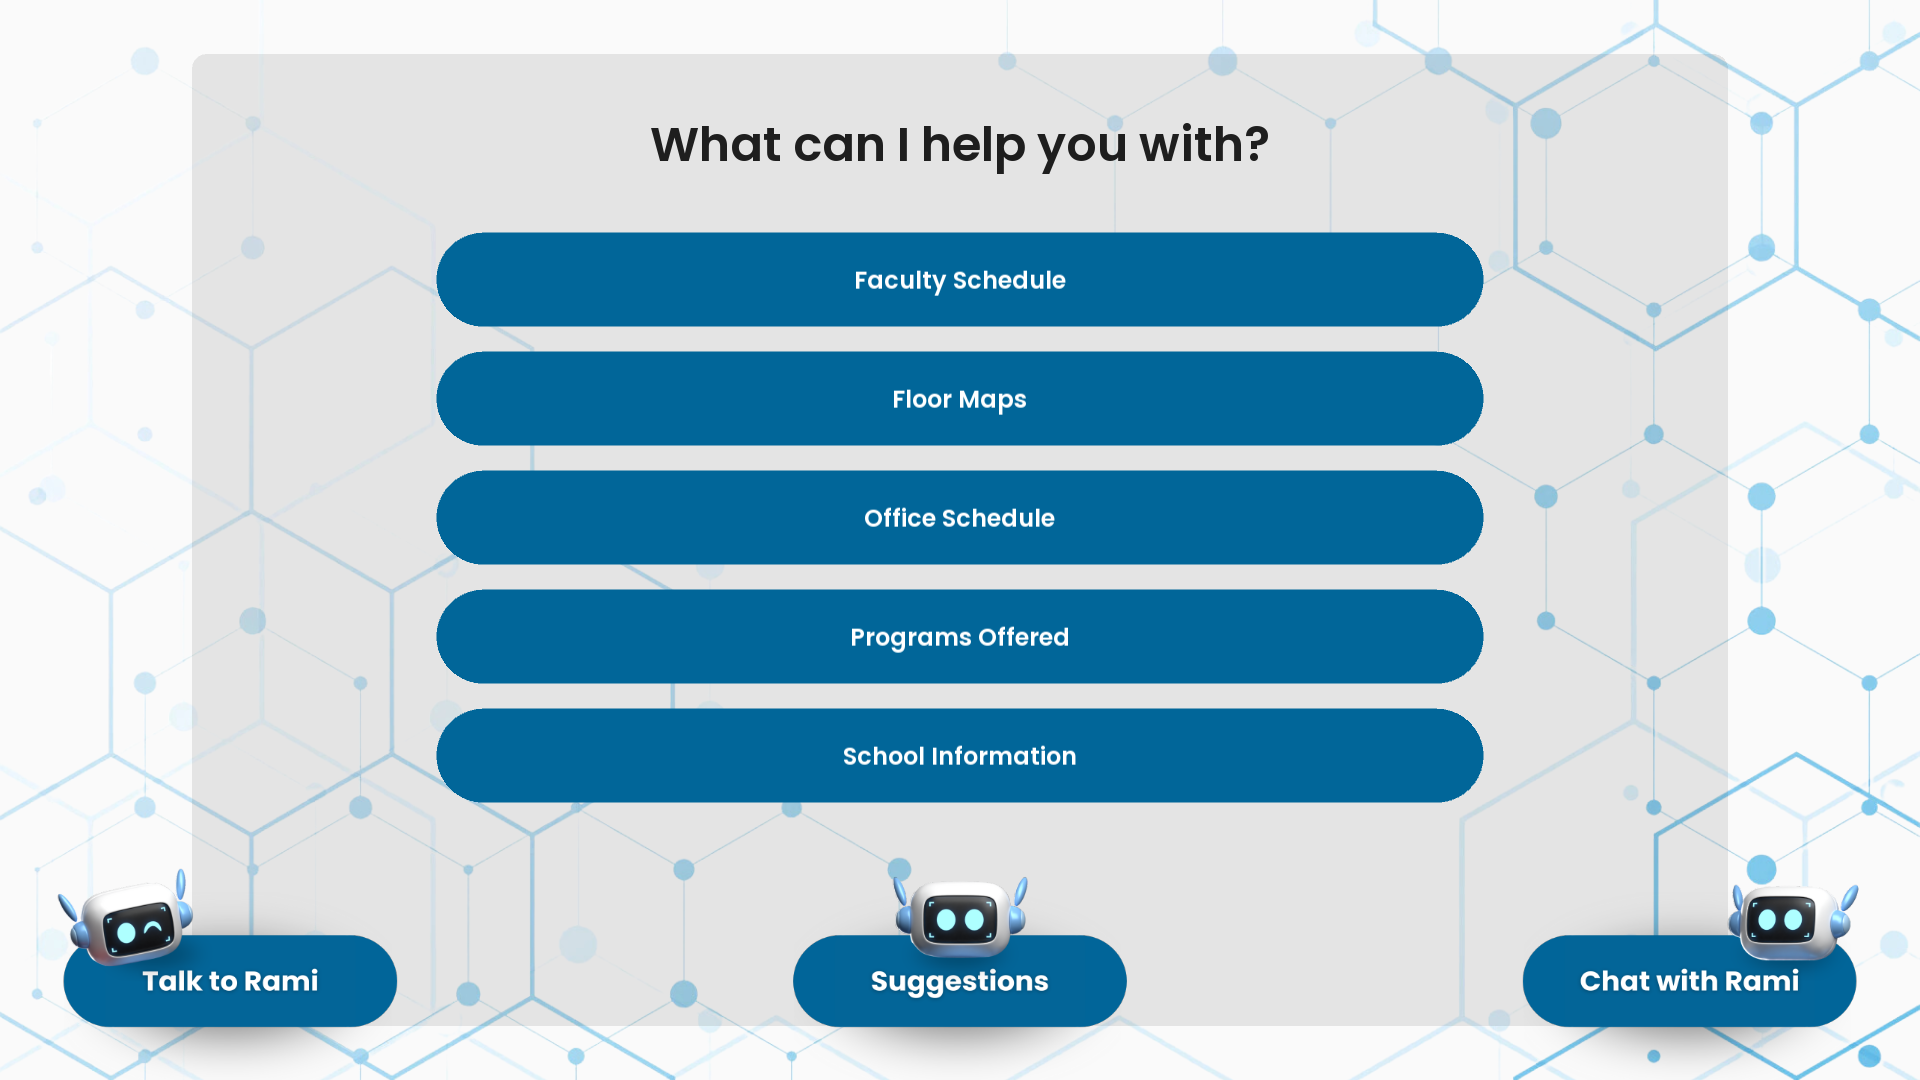 What can I help you with?
Faculty Schedule
Floor Maps
Office Schedule
Programs Offered
School Information
Talk to Rami
Suggestions
Chat with Rami